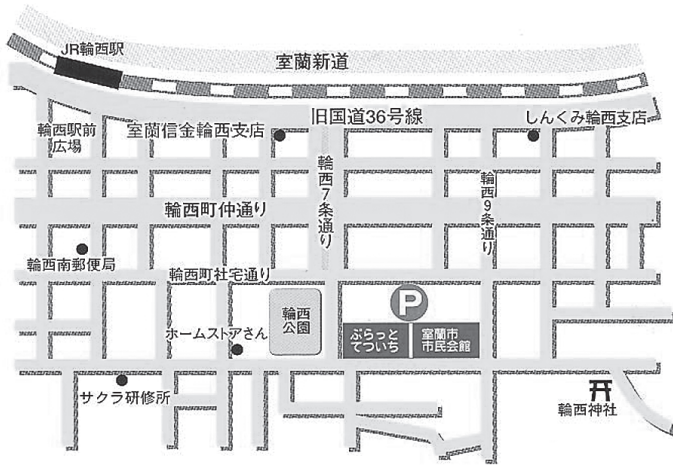 JR輪西駅
室蘭新道
旧国道36号線
輪西駅前
広場
室蘭信金輪西支店
しんくみ輪西支店
輪西7条通り
輪西9条通り
輪西町仲通り
輪西南郵便局
輪西町社宅通り
輪西
公園
P
ホームストアさん
ぷらっと
てついち
室蘭市
市民会館
サクラ研修所
輪西神社